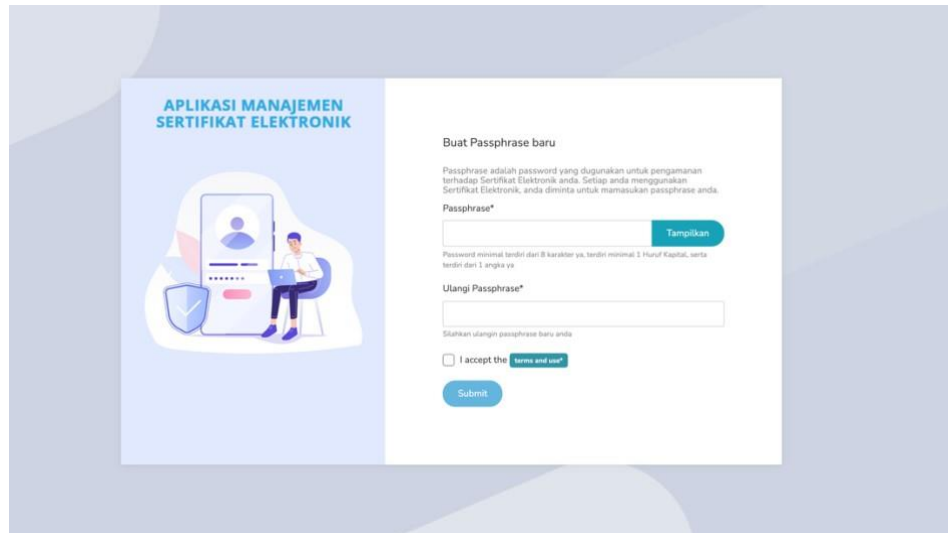 APLIKASI MANAJEMEN
SERTIFIKAT ELEKTRONIK
Buat Passphrase baru
Passphrase adalah password yang dugunakan untuk pengamanan
terhadap Sertifikat Elektronik anda. Setiap anda menggunakan
Sertifikat Elektronik, anda diminta untuk mamasukan passphrase anda.
Passphrase*
Tampilkan
Password minimal terdiri dari 8 karakter ya, terdiri minimal 1 Huruf Kapital, serta
terdiri dari 1 angka ya
Ulangi Passphrase*
Silahkan ulangin passphrase baru anda
I accept the terms and use*
Submit